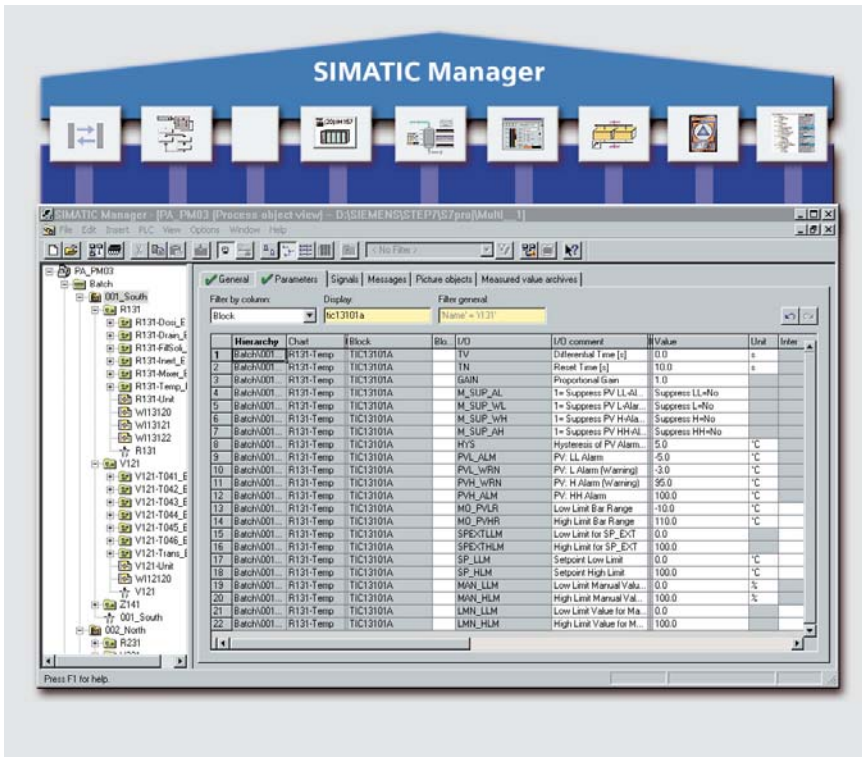 SIMATIC Manager
SIMATIC Manager - [PA_PM03 (Process object view) -- D:\SIEMENS\STEP7\S7proj\Multi__1]
File Edit Insert PLC View Options Window Help
< No Filter >
PA_PM03
Batch
001_South
R131
R131-Dosi_E
R131-Drain_E
R131-FillSoli_
R131-Inert_E
R131-Mixer_E
R131-Temp_I
R131-Unit
WI13120
WI13121
WI13122
R131
V121
V121-T041_E
V121-T042_E
V121-T043_E
V121-T044_E
V121-T045_E
V121-T046_E
V121-Trans_E
V121-Unit
WI12120
V121
Z141
001_South
002_North
R231
General Parameters Signals Messages Picture objects Measured value archives
Filter by column: Display: Filter general:
Block tic13101a 'Name' = 'r131*'
Hierarchy Chart Block Blo... I/O I/O comment Value Unit Inter
1 Batch\001... R131-Temp TIC13101A TV Differential Time [s] 0.0 s
2 Batch\001... R131-Temp TIC13101A TN Reset Time [s] 10.0 s
3 Batch\001... R131-Temp TIC13101A GAIN Proportional Gain 1.0
4 Batch\001... R131-Temp TIC13101A M_SUP_AL 1= Suppress PV LL-Al... Suppress LL=No
5 Batch\001... R131-Temp TIC13101A M_SUP_WL 1= Suppress PV L-Alar... Suppress L=No
6 Batch\001... R131-Temp TIC13101A M_SUP_WH 1= Suppress PV H-Ala... Suppress H=No
7 Batch\001... R131-Temp TIC13101A M_SUP_AH 1= Suppress PV HH-Al... Suppress HH=No
8 Batch\001... R131-Temp TIC13101A HYS Hysteresis of PV Alarm... 5.0 °C
9 Batch\001... R131-Temp TIC13101A PVL_ALM PV: LL Alarm -5.0 °C
10 Batch\001... R131-Temp TIC13101A PVL_WRN PV: L Alarm (Warning) -3.0 °C
11 Batch\001... R131-Temp TIC13101A PVH_WRN PV: H Alarm (Warning) 95.0 °C
12 Batch\001... R131-Temp TIC13101A PVH_ALM PV: HH Alarm 100.0 °C
13 Batch\001... R131-Temp TIC13101A MO_PVLR Low Limit Bar Range -10.0 °C
14 Batch\001... R131-Temp TIC13101A MO_PVHR High Limit Bar Range 110.0 °C
15 Batch\001... R131-Temp TIC13101A SPEXTLLM Low Limit for SP_EXT 0.0
16 Batch\001... R131-Temp TIC13101A SPEXTHLM High Limit for SP_EXT 100.0
17 Batch\001... R131-Temp TIC13101A SP_LLM Setpoint Low Limit 0.0 °C
18 Batch\001... R131-Temp TIC13101A SP_HLM Setpoint High Limit 100.0 °C
19 Batch\001... R131-Temp TIC13101A MAN_LLM Low Limit Manual Valu... 0.0 %
20 Batch\001... R131-Temp TIC13101A MAN_HLM High Limit Manual Val... 100.0 %
21 Batch\001... R131-Temp TIC13101A LMN_LLM Low Limit Value for Ma... 0.0
22 Batch\001... R131-Temp TIC13101A LMN_HLM High Limit Value for M... 100.0
Press F1 for help.